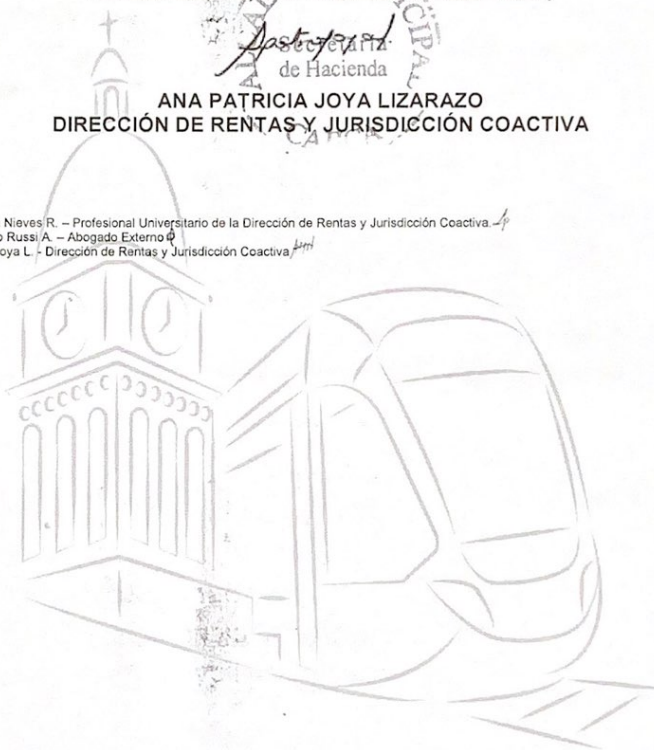 Secretaría
de Hacienda
ANA PATRICIA JOYA LIZARAZO
DIRECCIÓN DE RENTAS Y JURISDICCIÓN COACTIVA
Nieves R. – Profesional Universitario de la Dirección de Rentas y Jurisdicción Coactiva.
Russi A. – Abogado Externo
oya L. - Dirección de Rentas y Jurisdicción Coactiva